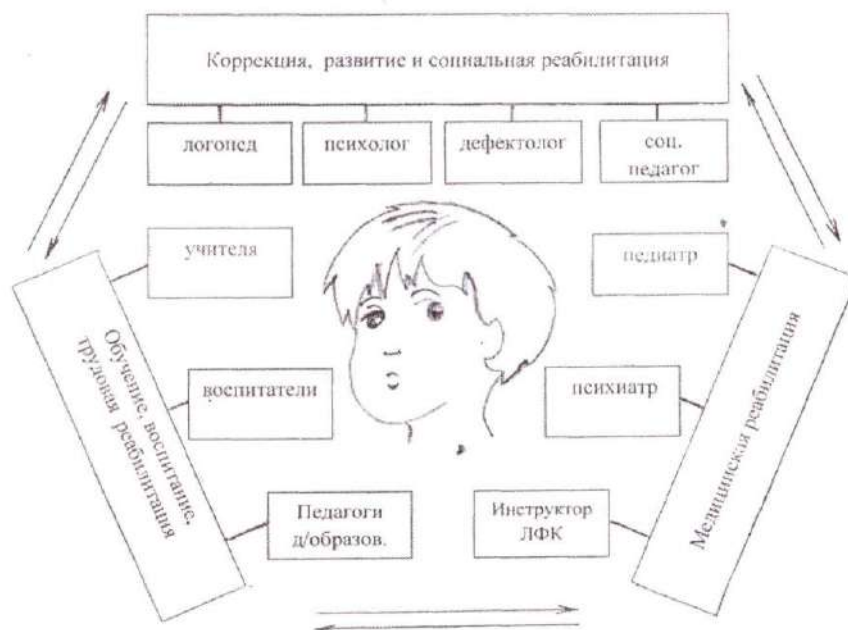 Коррекция, развитие и социальная реабилитация
логопед
психолог
дефектолог
соц.
педагог
учителя
педиатр
Обучение, воспитание,
трудовая реабилитация
воспитатели
психиатр
Медицинская реабилитация
Педагоги
д/образов.
Инструктор
ЛФК